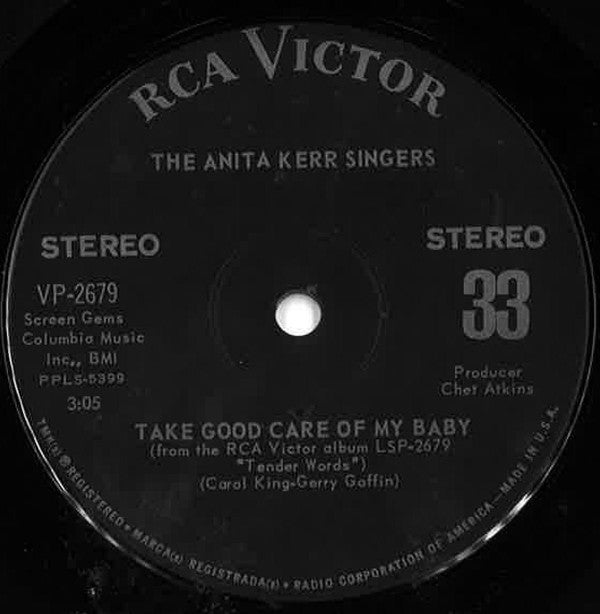 RCA VICTOR
THE ANITA KERR SINGERS
STEREO
STEREO
VP-2679
33
Screen Gems
Columbia Music
Inc., BMI
PPLS-5399
3:05
Producer
Chet Atkins
TAKE GOOD CARE OF MY BABY
(from the RCA Victor album LSP-2679
"Tender Words")
(Carol King-Gerry Goffin)
TMK(s) ® REGISTERED • MARCA(s) REGISTRADA(s) • RADIO CORPORATION OF AMERICA—MADE IN U.S.A.